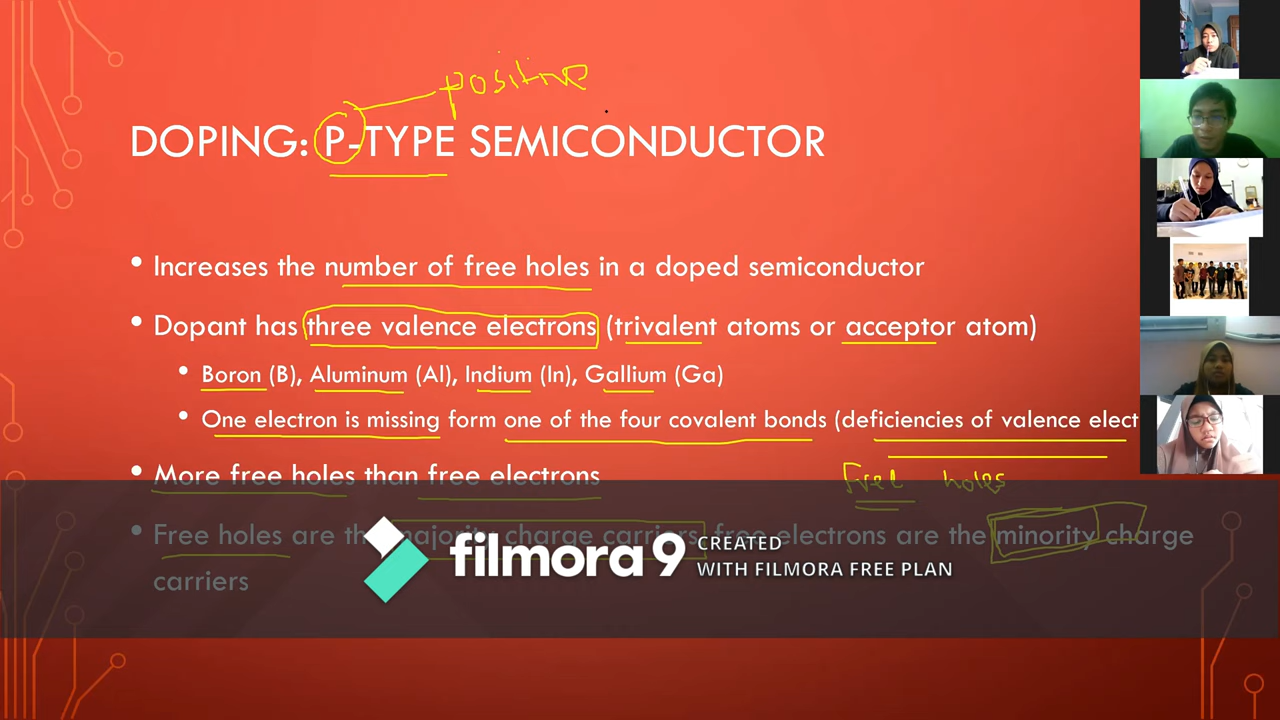 positive
DOPING: P-TYPE SEMICONDUCTOR
• Increases the number of free holes in a doped semiconductor
• Dopant has three valence electrons (trivalent atoms or acceptor atom)
• Boron (B), Aluminum (Al), Indium (In), Gallium (Ga)
• One electron is missing form one of the four covalent bonds (deficiencies of valence elect
• More free holes than free electrons
Free holes
• Free holes are the majority charge carriers, free electrons are the minority charge
carriers
filmora 9 CREATED
WITH FILMORA FREE PLAN